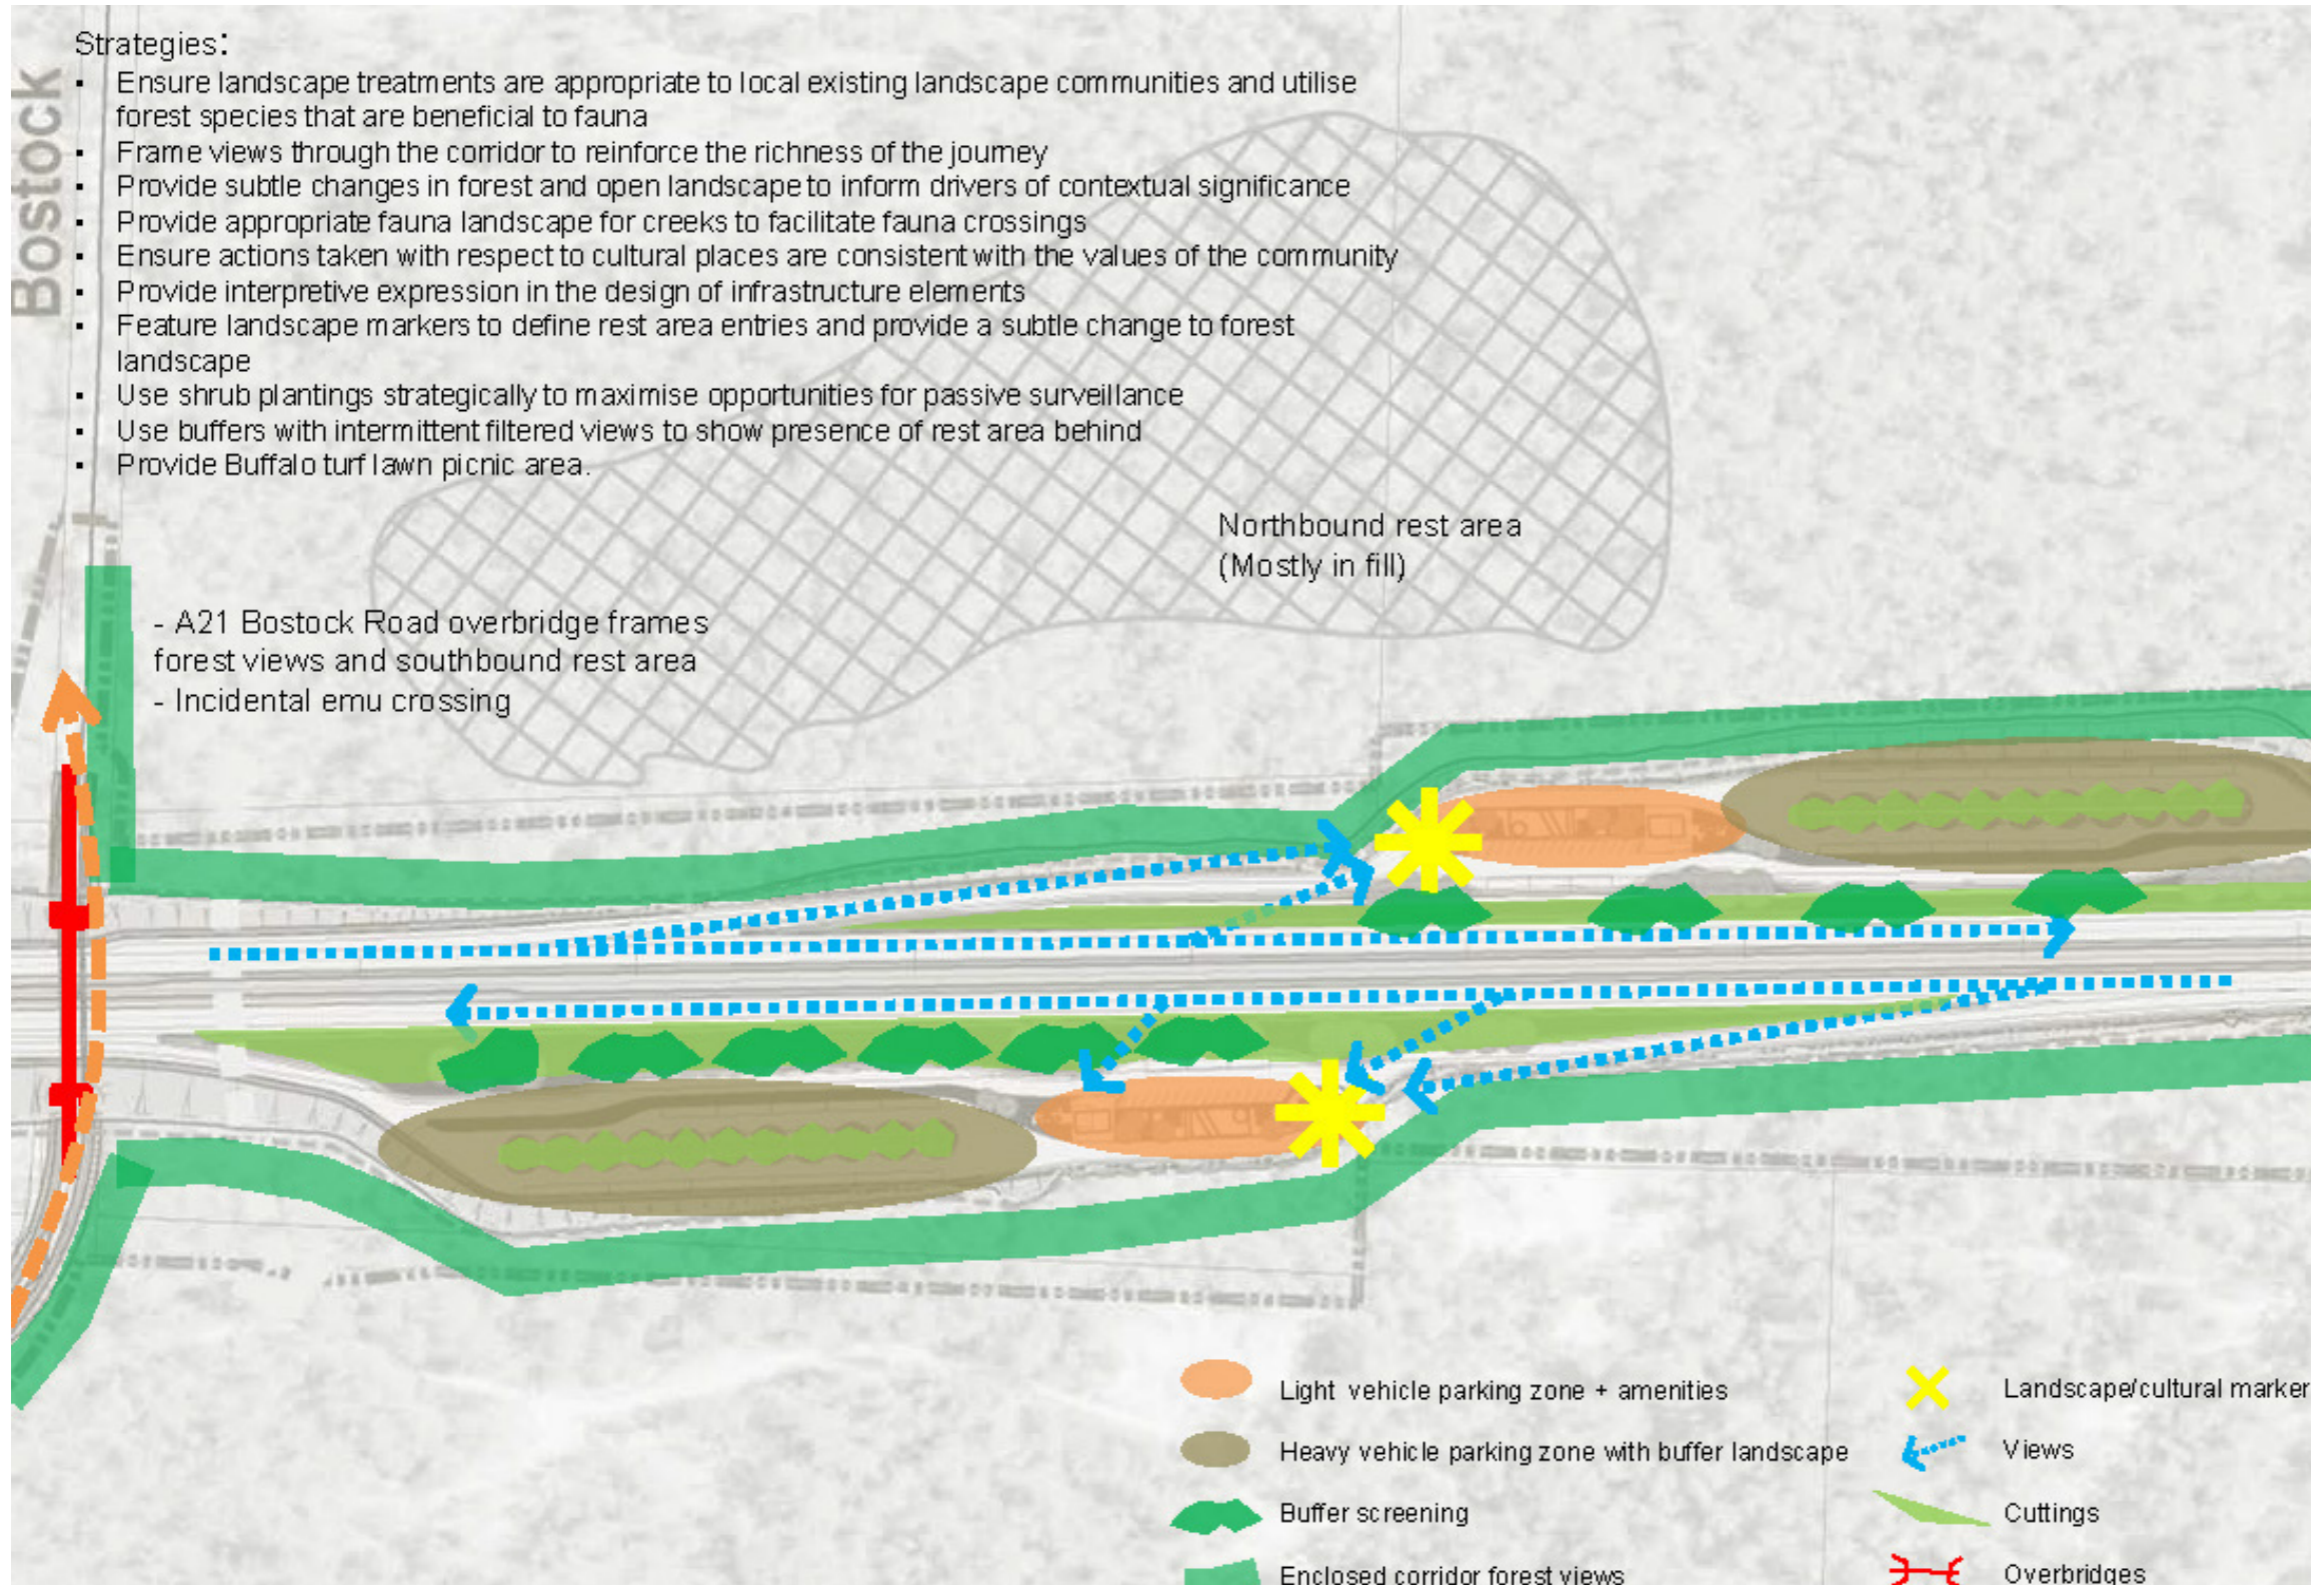 Bostock
Strategies:
▪ Ensure landscape treatments are appropriate to local existing landscape communities and utilise
forest species that are beneficial to fauna
▪ Frame views through the corridor to reinforce the richness of the journey
▪ Provide subtle changes in forest and open landscape to inform drivers of contextual significance
▪ Provide appropriate fauna landscape for creeks to facilitate fauna crossings
▪ Ensure actions taken with respect to cultural places are consistent with the values of the community
▪ Provide interpretive expression in the design of infrastructure elements
▪ Feature landscape markers to define rest area entries and provide a subtle change to forest
landscape
▪ Use shrub plantings strategically to maximise opportunities for passive surveillance
▪ Use buffers with intermittent filtered views to show presence of rest area behind
▪ Provide Buffalo turf lawn picnic area.
Northbound rest area
(Mostly in fill)
- A21 Bostock Road overbridge frames
forest views and southbound rest area
- Incidental emu crossing
Light vehicle parking zone + amenities
Heavy vehicle parking zone with buffer landscape
Buffer screening
Enclosed corridor forest views
Landscape/cultural marker
Views
Cuttings
Overbridges